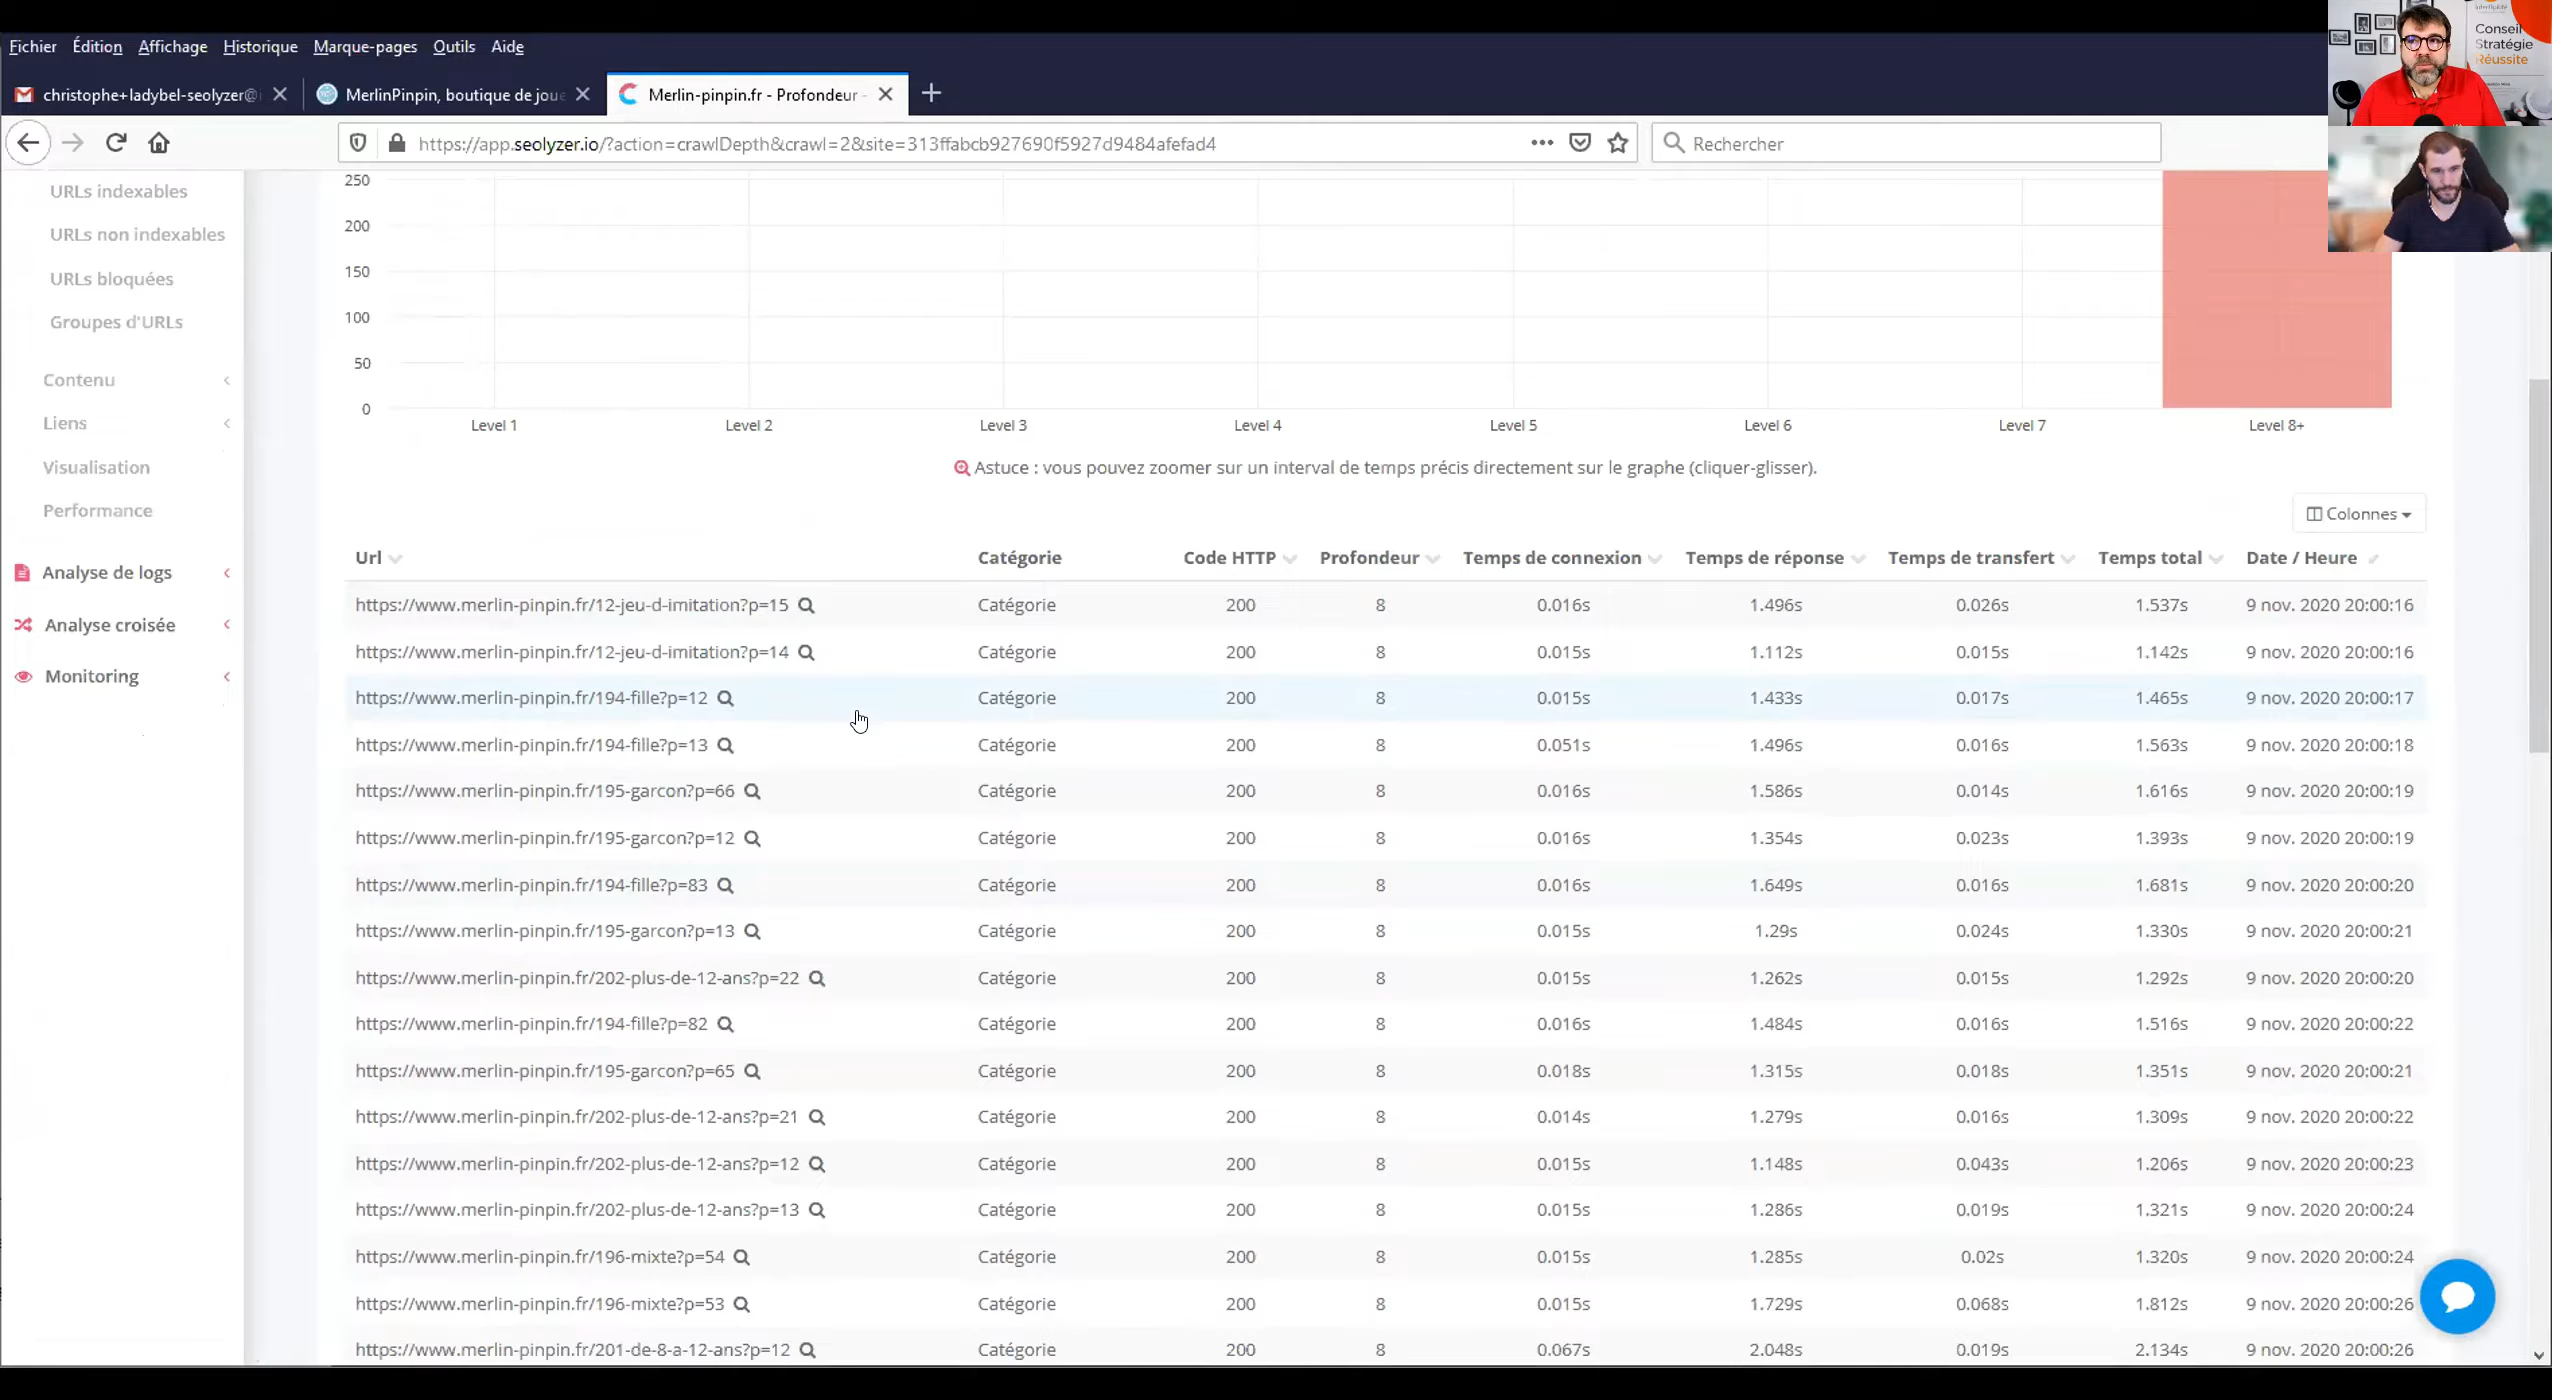 Fichier Édition Affichage Historique Marque-pages Outils Aide
Conseil
Stratégie
Réussite
christophe+ladybel-seolyzer@
MerlinPinpin, boutique de joue
Merlin-pinpin.fr - Profondeur -
https://app.seolyzer.io/?action=crawlDepth&crawl=2&site=313ffabcb927690f5927d9484afefad4
Rechercher
URLs indexables
URLs non indexables
URLs bloquées
Groupes d'URLs
Contenu
Liens
Visualisation
Performance
Analyse de logs
Analyse croisée
Monitoring
250
200
150
100
50
0
Level 1 Level 2 Level 3 Level 4 Level 5 Level 6 Level 7 Level 8+
Astuce : vous pouvez zoomer sur un interval de temps précis directement sur le graphe (cliquer-glisser).
Colonnes
Url Catégorie Code HTTP Profondeur Temps de connexion Temps de réponse Temps de transfert Temps total Date / Heure
https://www.merlin-pinpin.fr/12-jeu-d-imitation?p=15 Catégorie 200 8 0.016s 1.496s 0.026s 1.537s 9 nov. 2020 20:00:16
https://www.merlin-pinpin.fr/12-jeu-d-imitation?p=14 Catégorie 200 8 0.015s 1.112s 0.015s 1.142s 9 nov. 2020 20:00:16
https://www.merlin-pinpin.fr/194-fille?p=12 Catégorie 200 8 0.015s 1.433s 0.017s 1.465s 9 nov. 2020 20:00:17
https://www.merlin-pinpin.fr/194-fille?p=13 Catégorie 200 8 0.051s 1.496s 0.016s 1.563s 9 nov. 2020 20:00:18
https://www.merlin-pinpin.fr/195-garcon?p=66 Catégorie 200 8 0.016s 1.586s 0.014s 1.616s 9 nov. 2020 20:00:19
https://www.merlin-pinpin.fr/195-garcon?p=12 Catégorie 200 8 0.016s 1.354s 0.023s 1.393s 9 nov. 2020 20:00:19
https://www.merlin-pinpin.fr/194-fille?p=83 Catégorie 200 8 0.016s 1.649s 0.016s 1.681s 9 nov. 2020 20:00:20
https://www.merlin-pinpin.fr/195-garcon?p=13 Catégorie 200 8 0.015s 1.29s 0.024s 1.330s 9 nov. 2020 20:00:21
https://www.merlin-pinpin.fr/202-plus-de-12-ans?p=22 Catégorie 200 8 0.015s 1.262s 0.015s 1.292s 9 nov. 2020 20:00:20
https://www.merlin-pinpin.fr/194-fille?p=82 Catégorie 200 8 0.016s 1.484s 0.016s 1.516s 9 nov. 2020 20:00:22
https://www.merlin-pinpin.fr/195-garcon?p=65 Catégorie 200 8 0.018s 1.315s 0.018s 1.351s 9 nov. 2020 20:00:21
https://www.merlin-pinpin.fr/202-plus-de-12-ans?p=21 Catégorie 200 8 0.014s 1.279s 0.016s 1.309s 9 nov. 2020 20:00:22
https://www.merlin-pinpin.fr/202-plus-de-12-ans?p=12 Catégorie 200 8 0.015s 1.148s 0.043s 1.206s 9 nov. 2020 20:00:23
https://www.merlin-pinpin.fr/202-plus-de-12-ans?p=13 Catégorie 200 8 0.015s 1.286s 0.019s 1.321s 9 nov. 2020 20:00:24
https://www.merlin-pinpin.fr/196-mixte?p=54 Catégorie 200 8 0.015s 1.285s 0.02s 1.320s 9 nov. 2020 20:00:24
https://www.merlin-pinpin.fr/196-mixte?p=53 Catégorie 200 8 0.015s 1.729s 0.068s 1.812s 9 nov. 2020 20:00:26
https://www.merlin-pinpin.fr/201-de-8-a-12-ans?p=12 Catégorie 200 8 0.067s 2.048s 0.019s 2.134s 9 nov. 2020 20:00:26